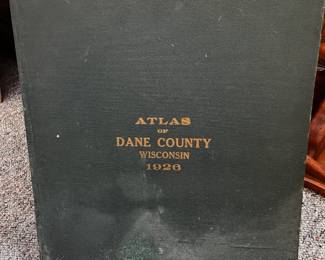 ATLAS
OF
DANE COUNTY
WISCONSIN
1926